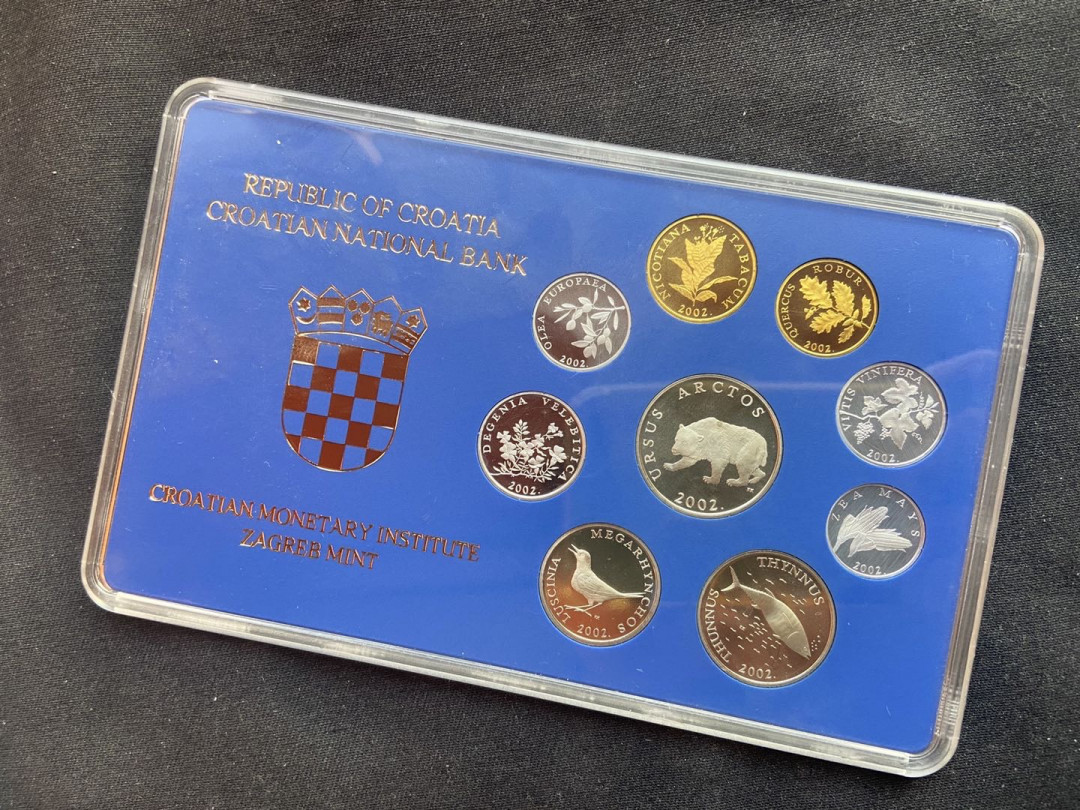 REPUBLIC OF CROATIA
CROATIAN NATIONAL BANK
CROATIAN MONETARY INSTITUTE
ZAGREB MINT
NICOTIANA TABACUM
2002.
QUERCUS ROBUR
2002.
OLEA EUROPAEA
2002.
VITIS VINIFERA
2002.
DEGENIA VELEBITICA
2002.
URSUS ARCTOS
2002.
ZEA MAYS
2002.
LUSCINIA MEGARHYNCHOS
2002.
THUNNUS THYNNUS
2002.